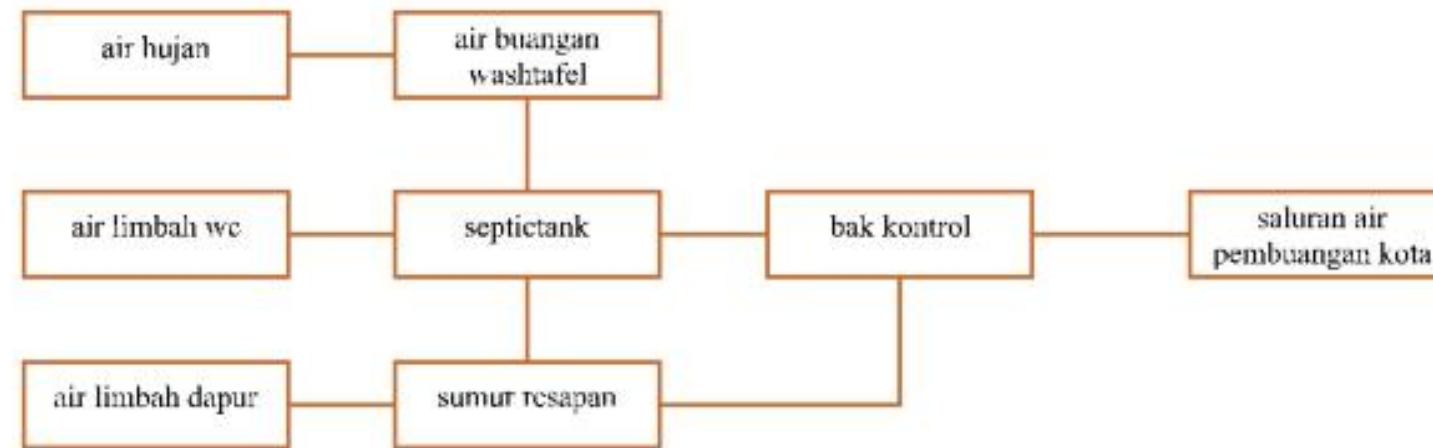 air hujan
air buangan
washtafel
air limbah wc
septictank
bak kontrol
saluran air
pembuangan kota
air limbah dapur
sumur resapan